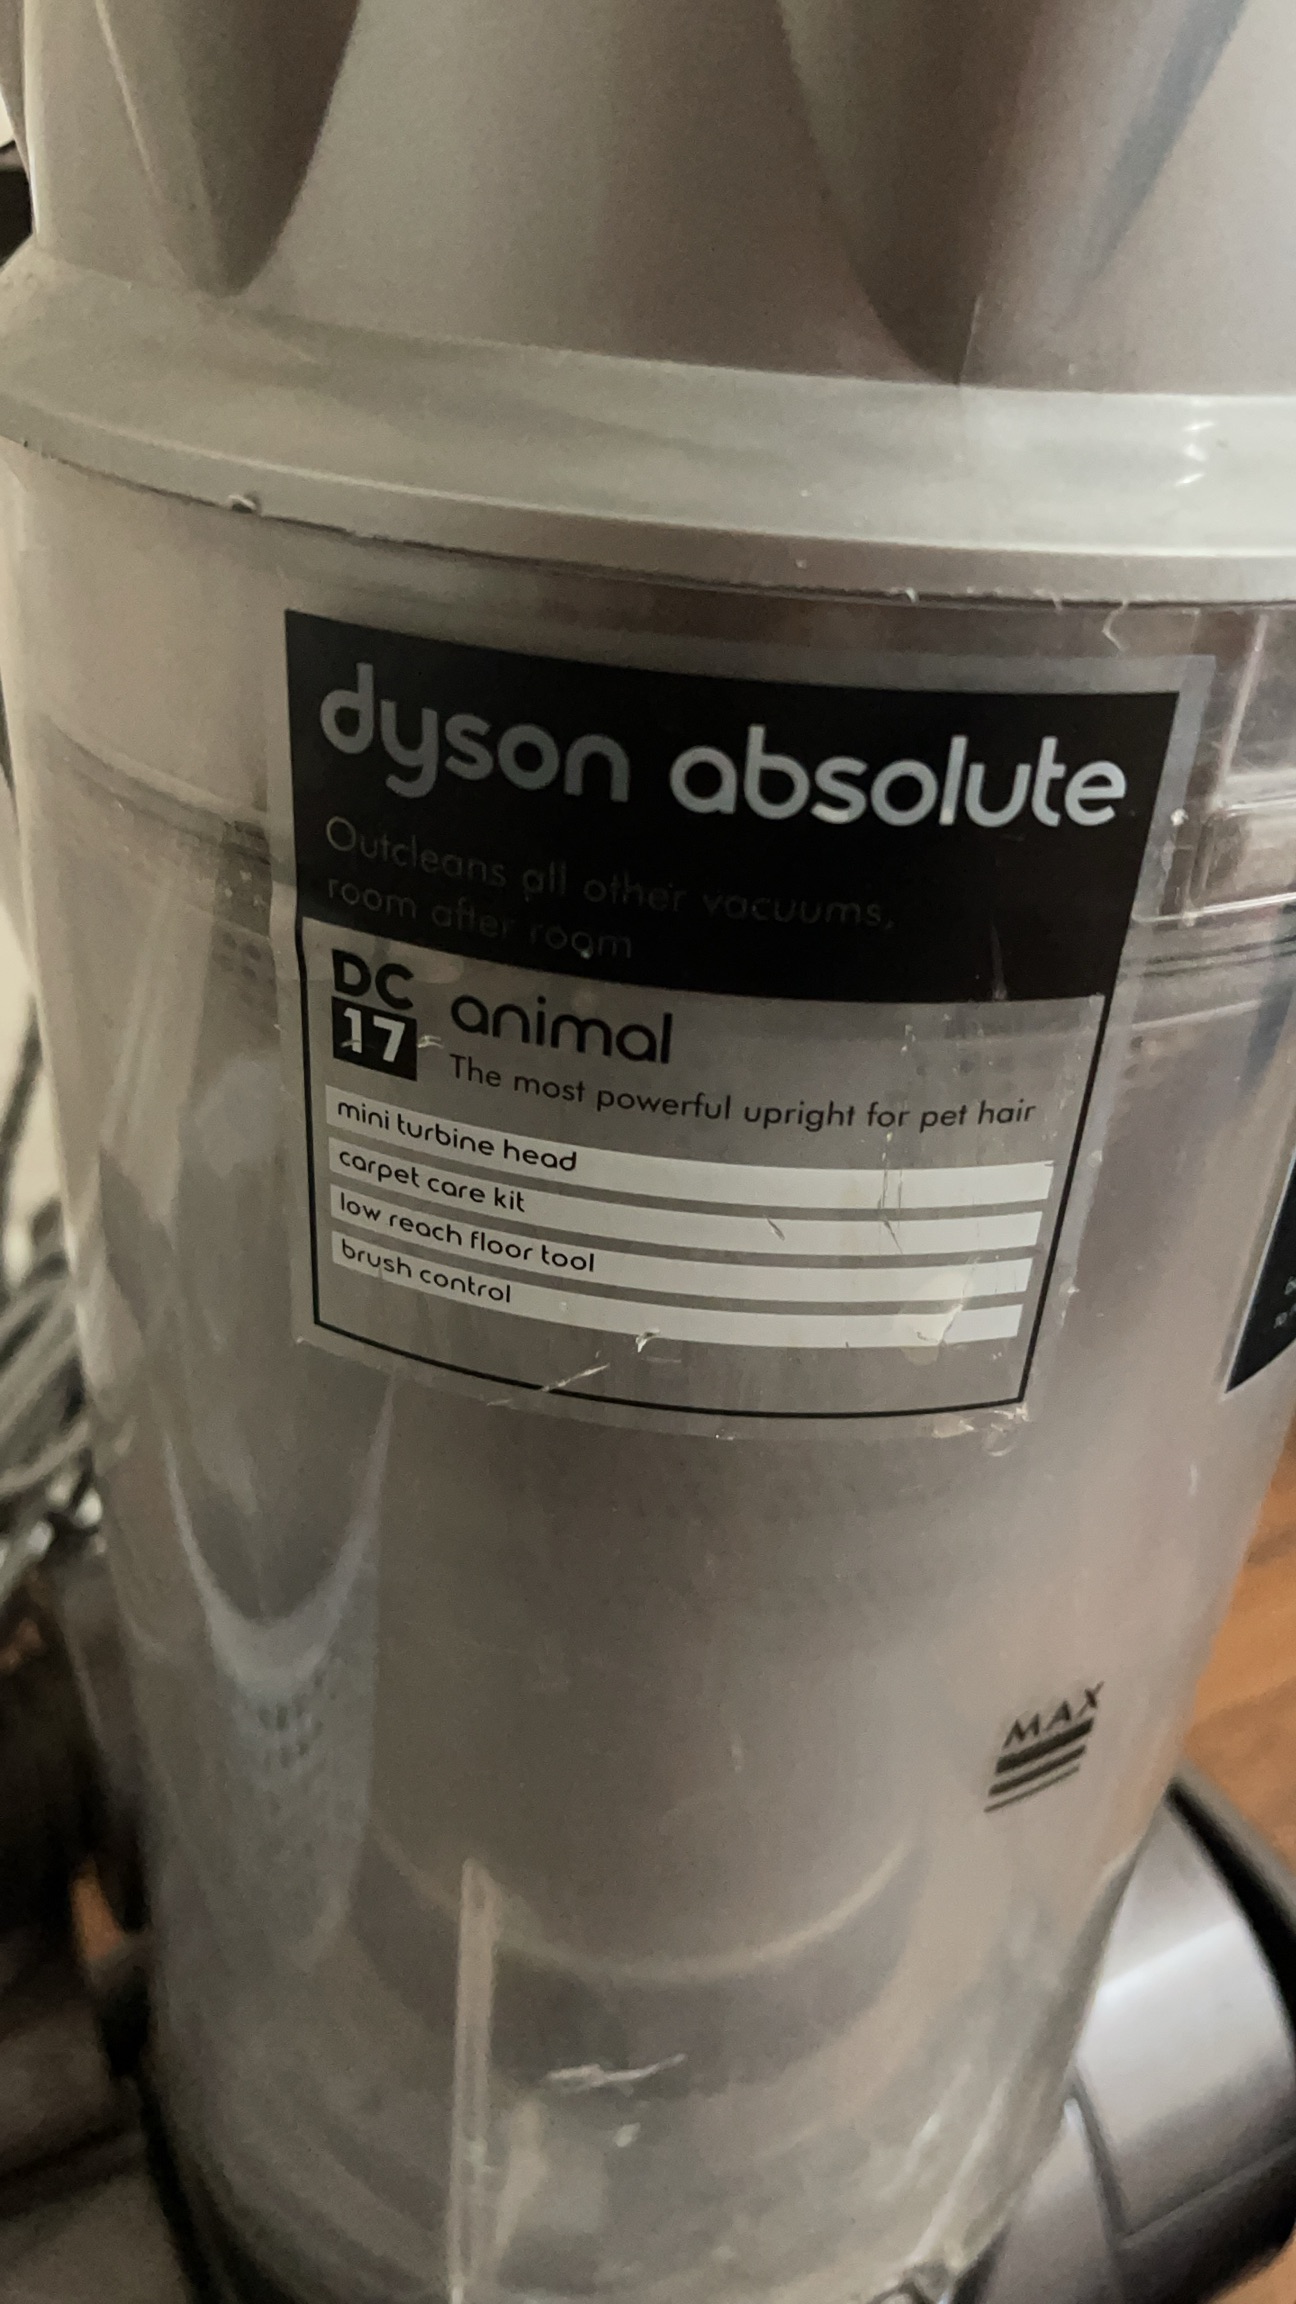 dyson absolute
Outcleans all other vacuums,
room after room
DC
17
animal
The most powerful upright for pet hair
mini turbine head
carpet care kit
low reach floor tool
brush control
MAX